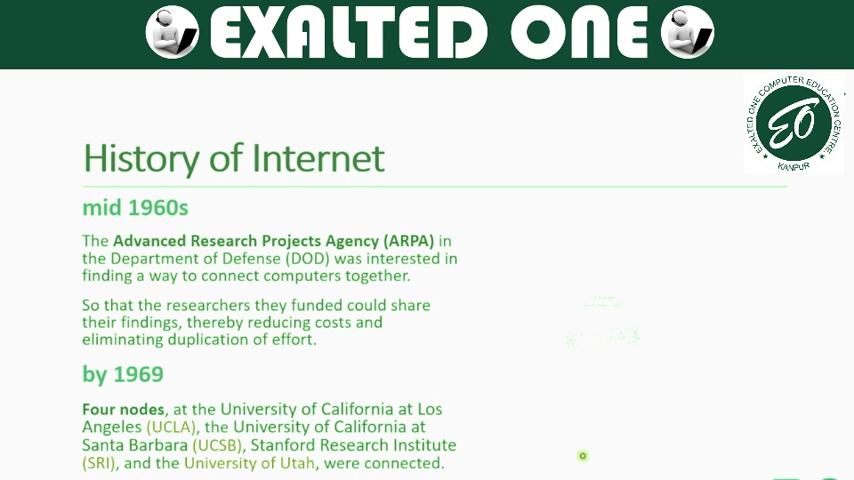 EXALTED ONE
EXALTED ONE COMPUTER EDUCATION CENTRE,
EO
KANPUR
History of Internet
mid 1960s
The Advanced Research Projects Agency (ARPA) in
the Department of Defense (DOD) was interested in
finding a way to connect computers together.
So that the researchers they funded could share
their findings, thereby reducing costs and
eliminating duplication of effort.
by 1969
Four nodes, at the University of California at Los
Angeles (UCLA), the University of California at
Santa Barbara (UCSB), Stanford Research Institute
(SRI), and the University of Utah, were connected.